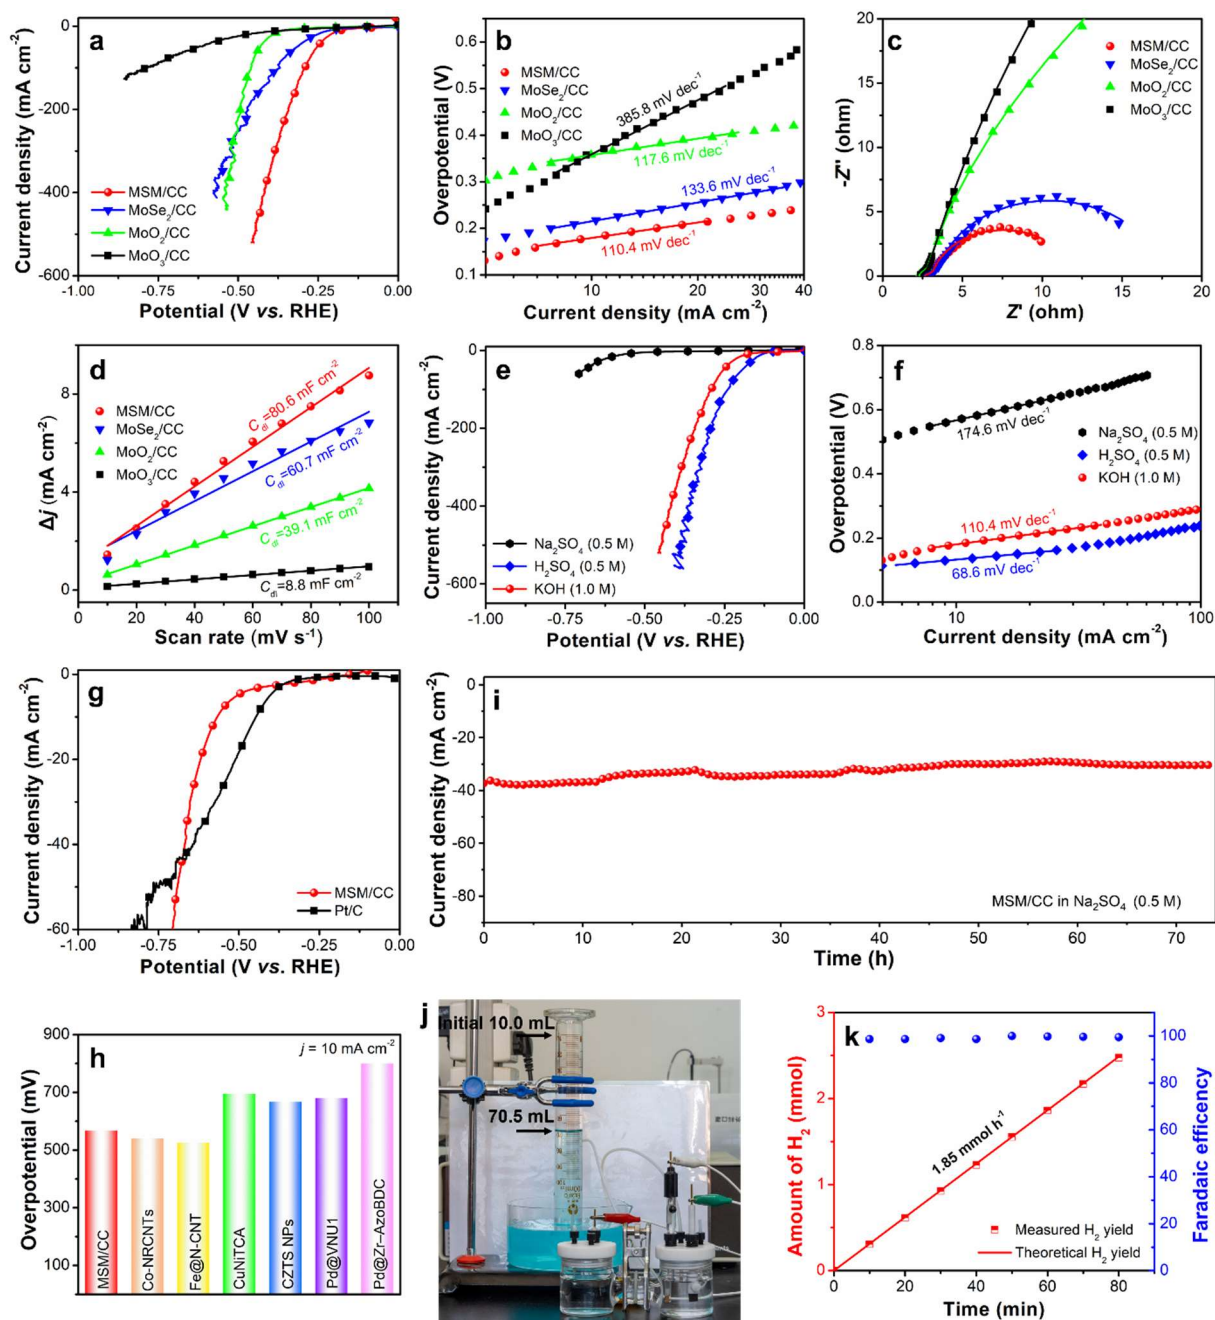 a
Current density (mA cm⁻²)
0
-200
-400
-600
-1.00
-0.75
-0.50
-0.25
0.00
Potential (V vs. RHE)
MSM/CC
MoSe₂/CC
MoO₂/CC
MoO₃/CC
b
Overpotential (V)
0.6
0.5
0.4
0.3
0.2
0.1
MSM/CC
MoSe₂/CC
MoO₂/CC
MoO₃/CC
385.8 mV dec⁻¹
117.6 mV dec⁻¹
133.6 mV dec⁻¹
110.4 mV dec⁻¹
10
20
30
40
Current density (mA cm⁻²)
c
-Z'' (ohm)
20
15
10
5
0
MSM/CC
MoSe₂/CC
MoO₂/CC
MoO₃/CC
0
5
10
15
20
Z' (ohm)
d
Δj (mA cm⁻²)
8
4
0
MSM/CC
MoSe₂/CC
MoO₂/CC
MoO₃/CC
C_dl=80.6 mF cm⁻²
C_dl=60.7 mF cm⁻²
C_dl=39.1 mF cm⁻²
C_dl=8.8 mF cm⁻²
0
20
40
60
80
100
Scan rate (mV s⁻¹)
e
Current density (mA cm⁻²)
0
-150
-300
-450
-600
Na₂SO₄ (0.5 M)
H₂SO₄ (0.5 M)
KOH (1.0 M)
-1.00
-0.75
-0.50
-0.25
0.00
Potential (V vs. RHE)
f
Overpotential (V)
0.8
0.6
0.4
0.2
0.0
174.6 mV dec⁻¹
Na₂SO₄ (0.5 M)
H₂SO₄ (0.5 M)
KOH (1.0 M)
110.4 mV dec⁻¹
68.6 mV dec⁻¹
10
100
Current density (mA cm⁻²)
g
Current density (mA cm⁻²)
0
-20
-40
-60
MSM/CC
Pt/C
-1.00
-0.75
-0.50
-0.25
0.00
Potential (V vs. RHE)
i
Current density (mA cm⁻²)
0
-20
-40
-60
-80
MSM/CC in Na₂SO₄ (0.5 M)
0
10
20
30
40
50
60
70
Time (h)
h
Overpotential (mV)
900
700
500
300
100
j = 10 mA cm⁻²
MSM/CC
Co-NRCNTs
Fe@N-CNT
CuNiTCA
CZTS NPs
Pd@VNU1
Pd@Zr–AzoBDC
j
Initial 10.0 mL
70.5 mL
k
Amount of H₂ (mmol)
3
2
1
0
1.85 mmol h⁻¹
Measured H₂ yield
Theoretical H₂ yield
0
20
40
60
80
Time (min)
100
80
60
40
20
0
Faradaic efficency